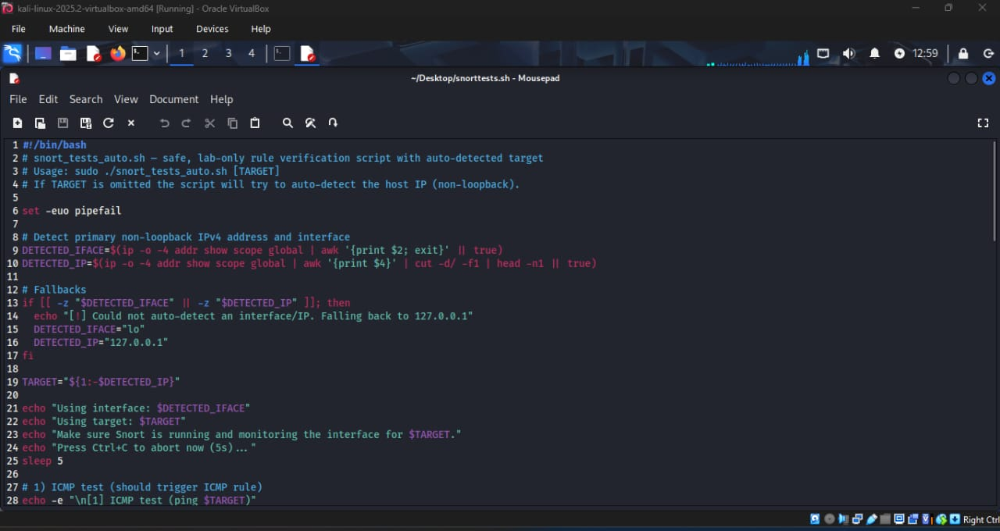 kali-linux-2025.2-virtualbox-amd64 [Running] - Oracle VirtualBox
File Machine View Input Devices Help
1 2 3 4 12:59
~/Desktop/snorttests.sh - Mousepad
File Edit Search View Document Help
1 #!/bin/bash
2 # snort_tests_auto.sh — safe, lab-only rule verification script with auto-detected target
3 # Usage: sudo ./snort_tests_auto.sh [TARGET]
4 # If TARGET is omitted the script will try to auto-detect the host IP (non-loopback).
5
6 set -euo pipefail
7
8 # Detect primary non-loopback IPv4 address and interface
9 DETECTED_IFACE=$(ip -o -4 addr show scope global | awk '{print $2; exit}' || true)
10 DETECTED_IP=$(ip -o -4 addr show scope global | awk '{print $4}' | cut -d/ -f1 | head -n1 || true)
11
12 # Fallbacks
13 if [[ -z "$DETECTED_IFACE" || -z "$DETECTED_IP" ]]; then
14   echo "[!] Could not auto-detect an interface/IP. Falling back to 127.0.0.1"
15   DETECTED_IFACE="lo"
16   DETECTED_IP="127.0.0.1"
17 fi
18
19 TARGET="${1:-$DETECTED_IP}"
20
21 echo "Using interface: $DETECTED_IFACE"
22 echo "Using target: $TARGET"
23 echo "Make sure Snort is running and monitoring the interface for $TARGET."
24 echo "Press Ctrl+C to abort now (5s)..."
25 sleep 5
26
27 # 1) ICMP test (should trigger ICMP rule)
28 echo -e "\n[1] ICMP test (ping $TARGET)"
Right Ctrl